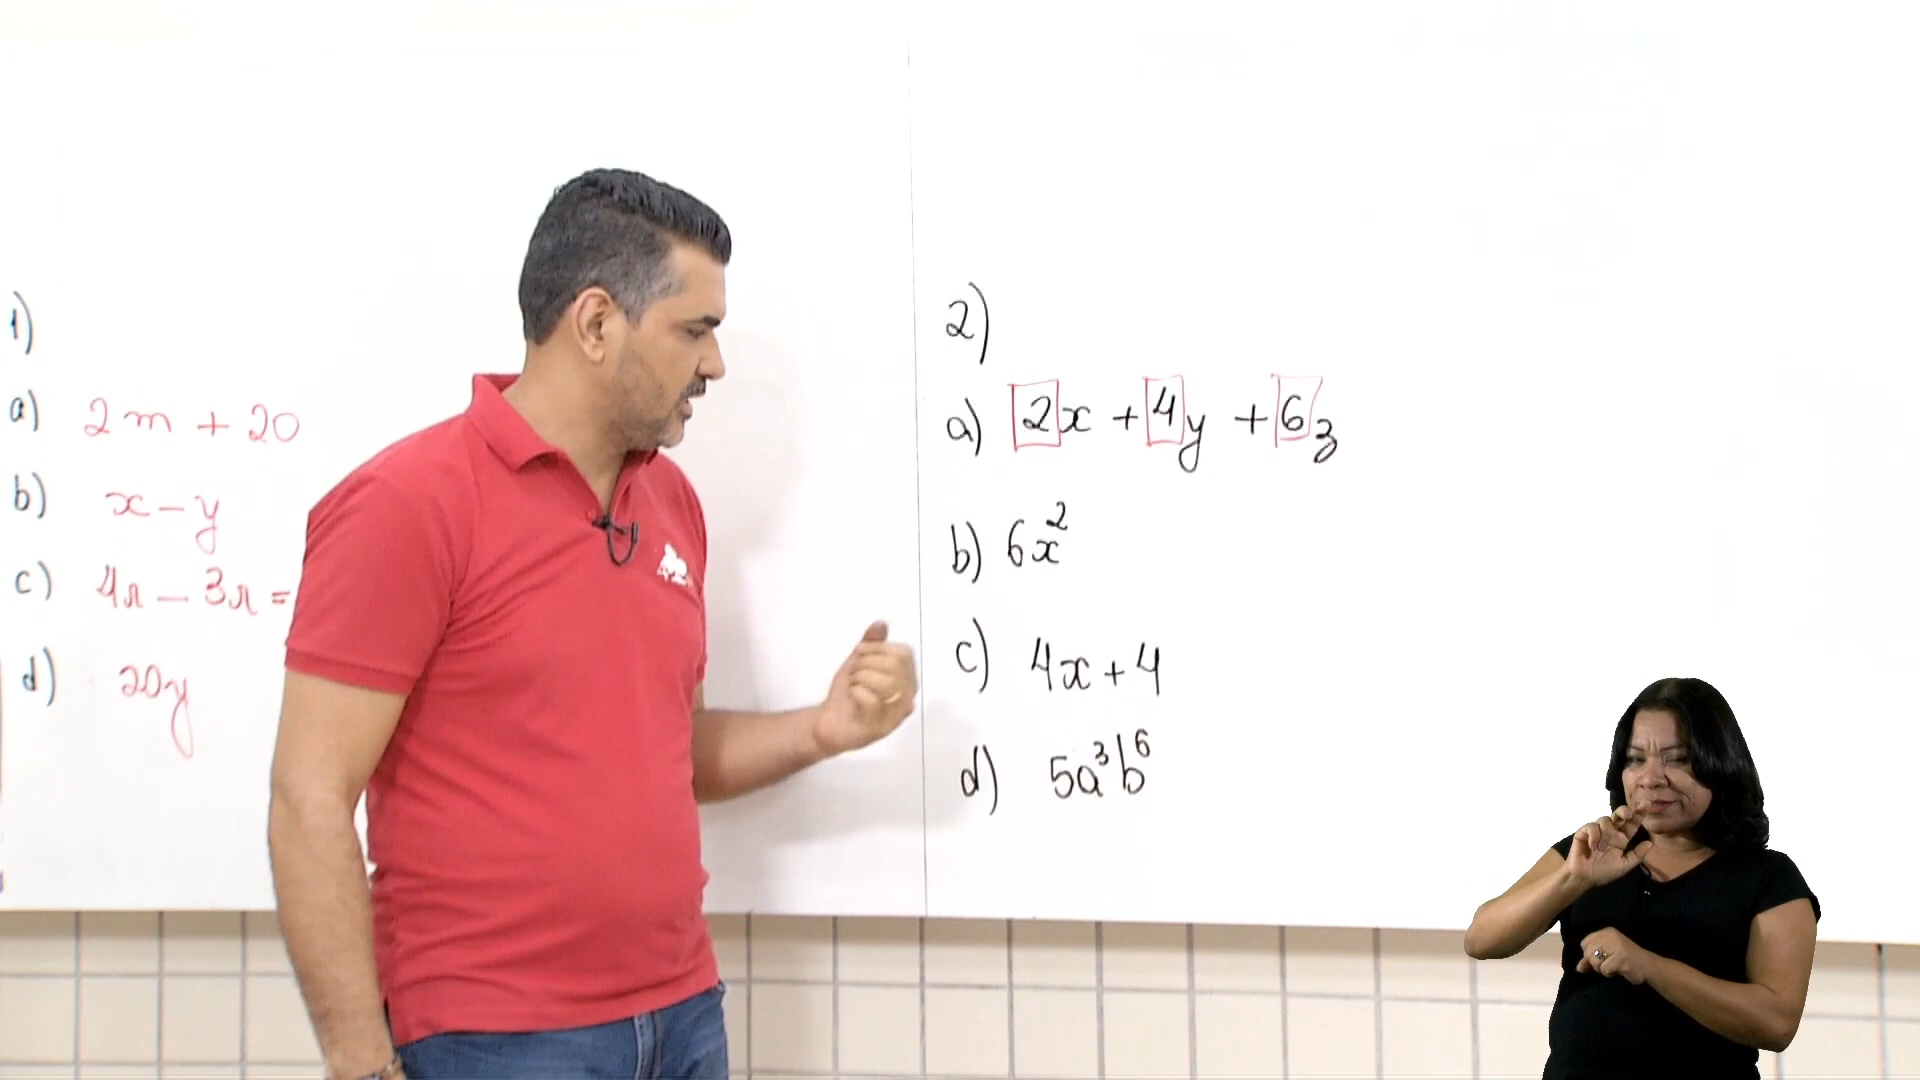 1)
a) 2m + 20
b) x - y
c) 4r - 3r =
d) 20y
2)
a) 2x + 4y + 6z
b) 6x²
c) 4x + 4
d) 5a³b⁶